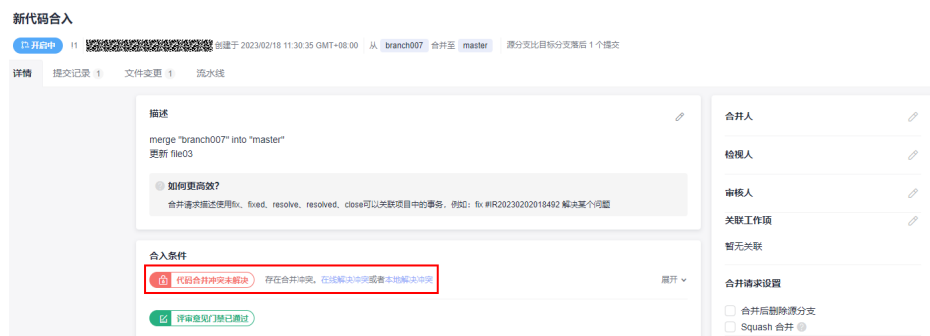 新代码合入
开启中 !1 创建于 2023/02/18 11:30:35 GMT+08:00 从 branch007 合并至 master 源分支比目标分支落后 1 个提交
详情 提交记录 1 文件变更 1 流水线
描述
merge "branch007" into "master"
更新 file03
如何更高效?
合并请求描述使用fix、fixed、resolve、resolved、close可以关联项目中的事务，例如：fix #IR20230202018492 解决某个问题
合入条件
代码合并冲突未解决 存在合并冲突。在线解决冲突或者本地解决冲突 展开
评审意见门禁已通过
合并人
检视人
审核人
关联工作项
暂无关联
合并请求设置
合并后删除源分支
Squash 合并